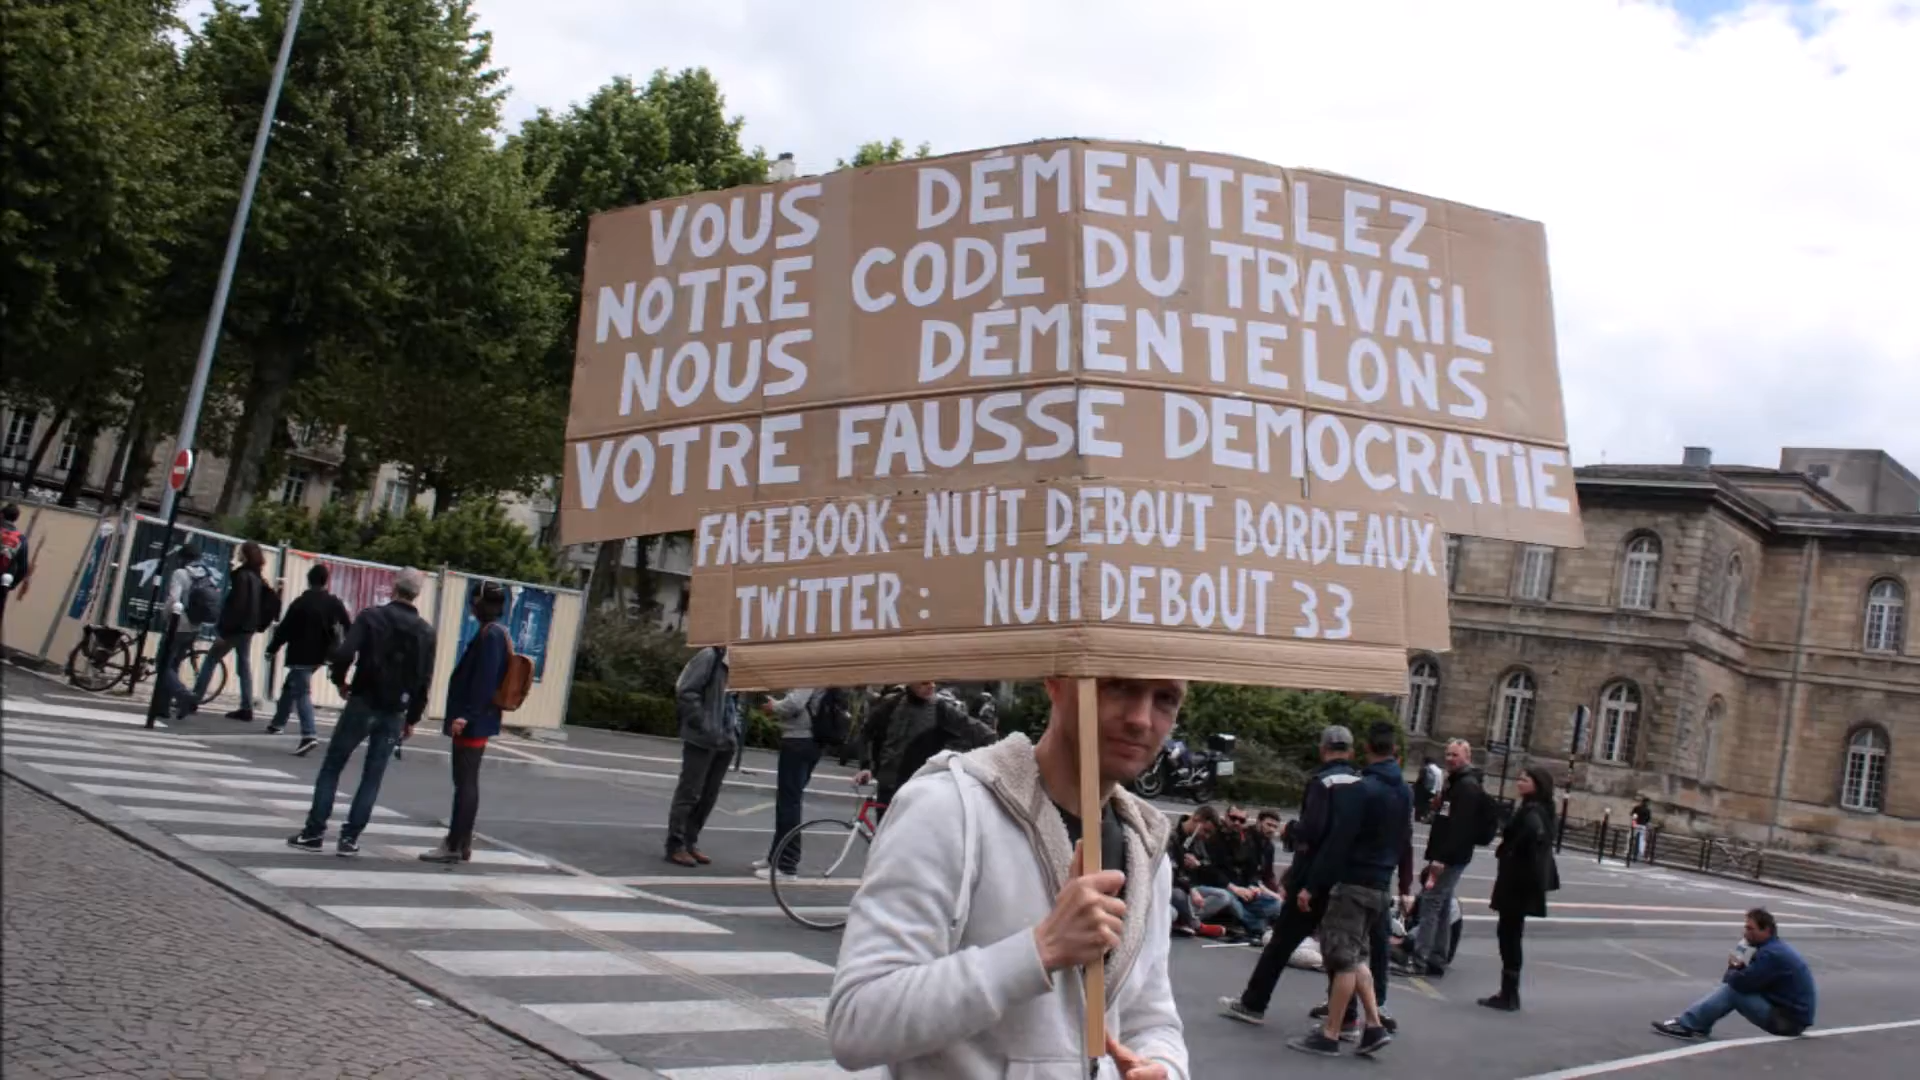 VOUS DÉMENTELEZ
NOTRE CODE DU TRAVAiL
NOUS DÉMENTELONS
VOTRE FAUSSE DEMOCRATiE
FACEBOOK: NUiT DEBOUT BORDEAUX
TWiTTER: NUiT DEBOUT 33